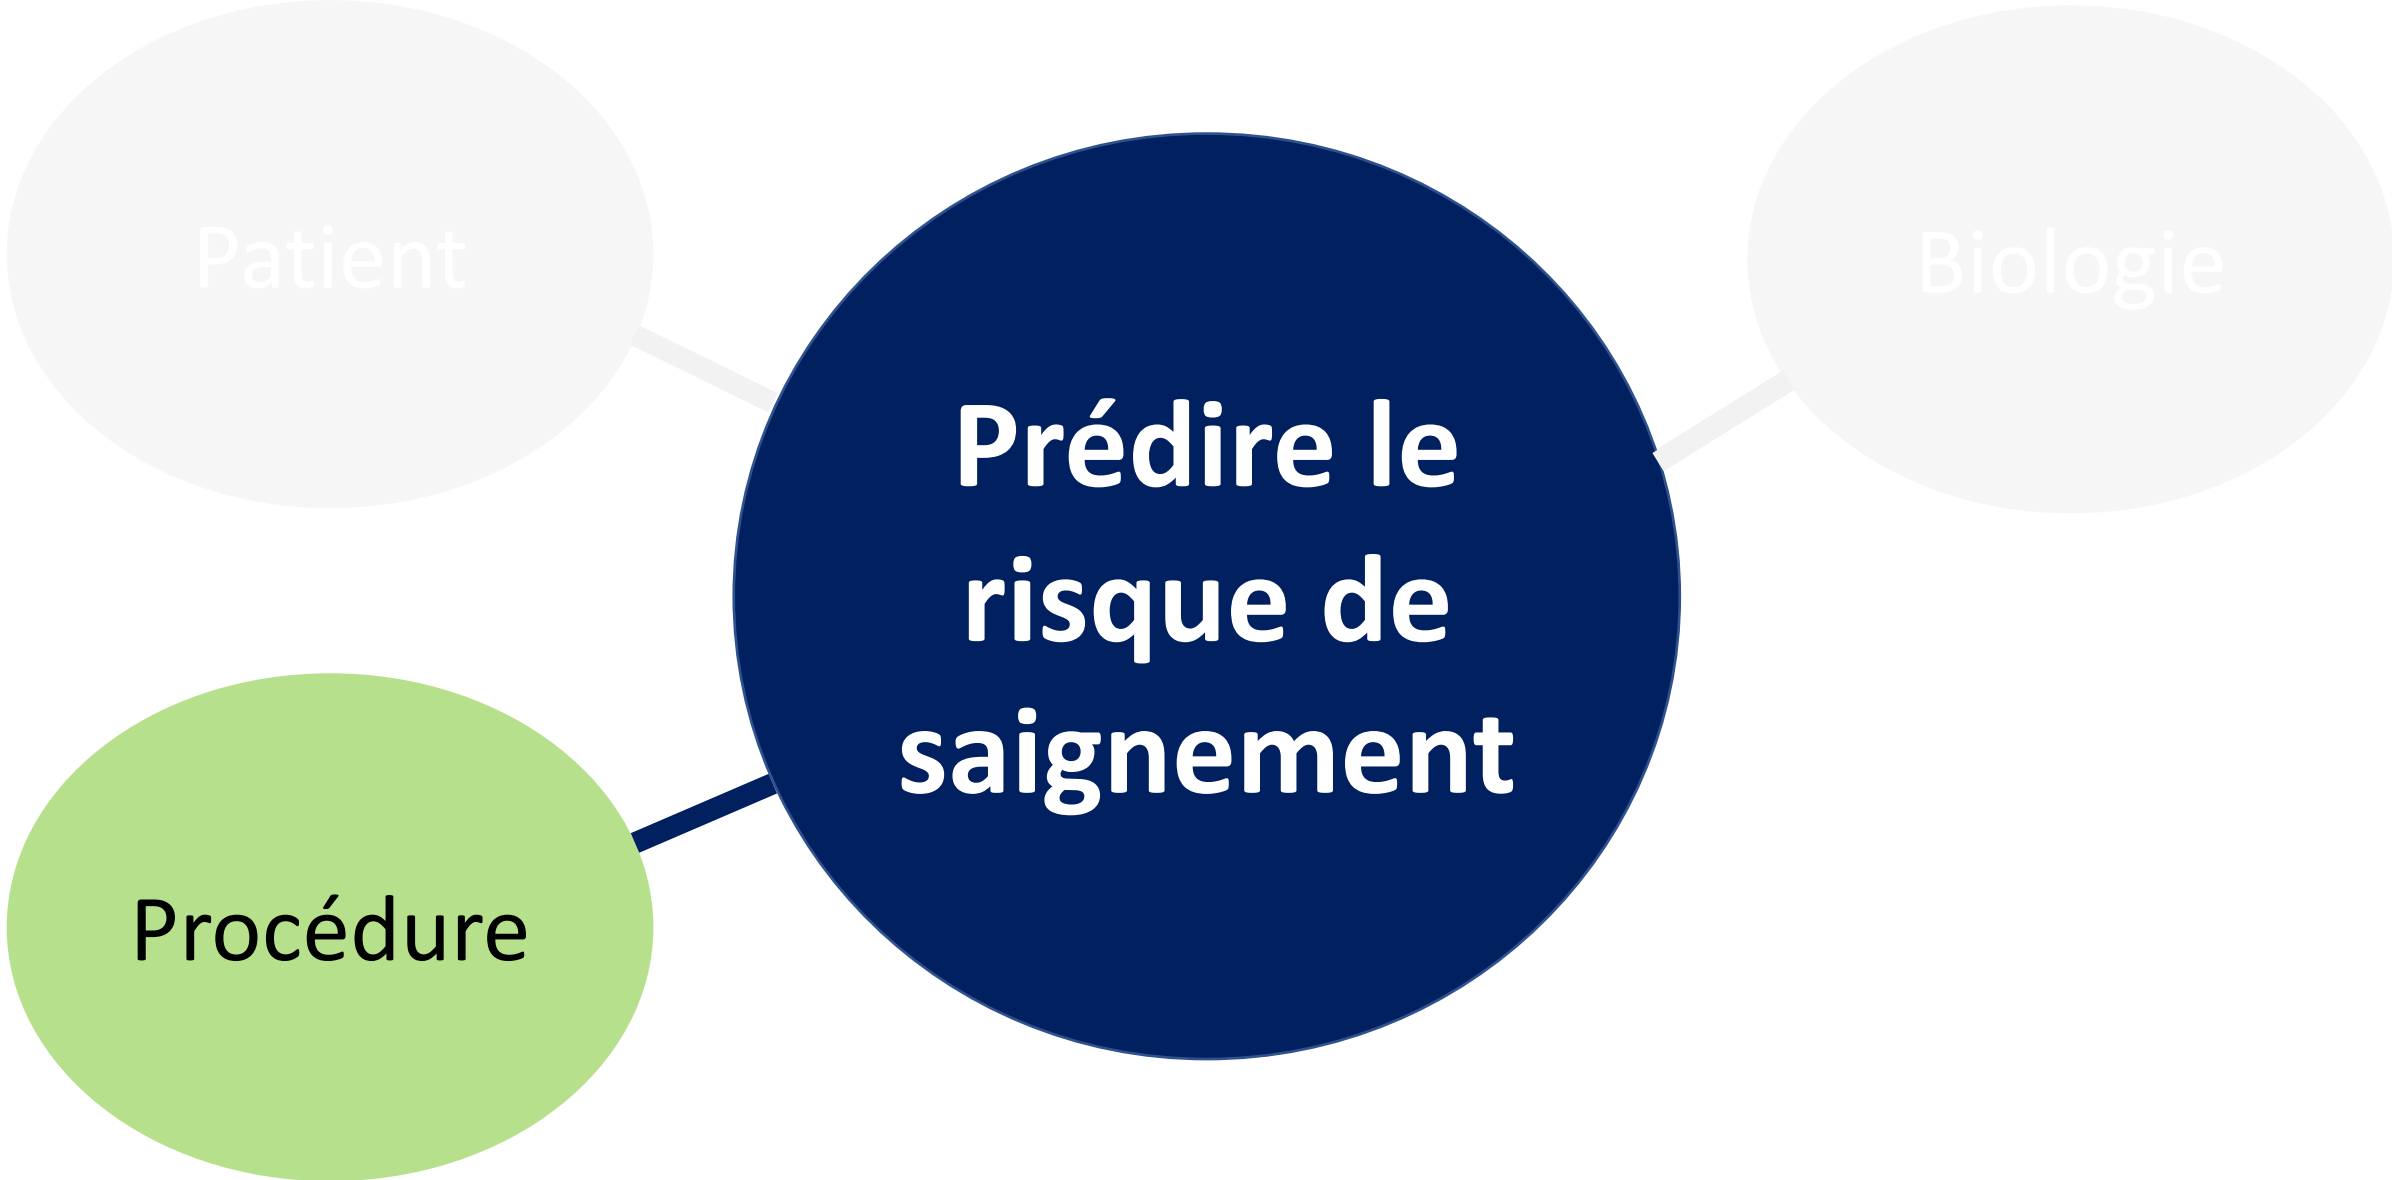 Patient
Biologie
Prédire le
risque de
saignement
Procédure